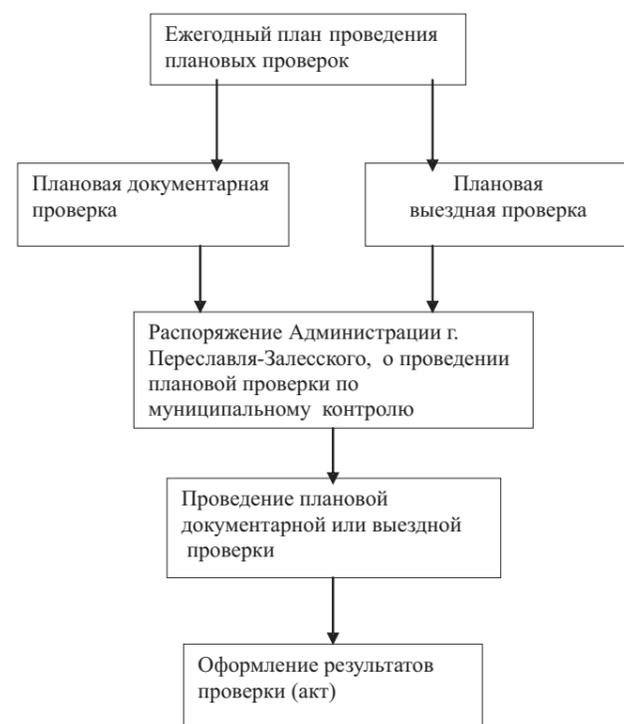 Ежегодный план проведения
плановых проверок
Плановая документарная
проверка
Плановая
выездная проверка
Распоряжение Администрации г.
Переславля-Залесского, о проведении
плановой проверки по
муниципальному контролю
Проведение плановой
документарной или выездной
проверки
Оформление результатов
проверки (акт)